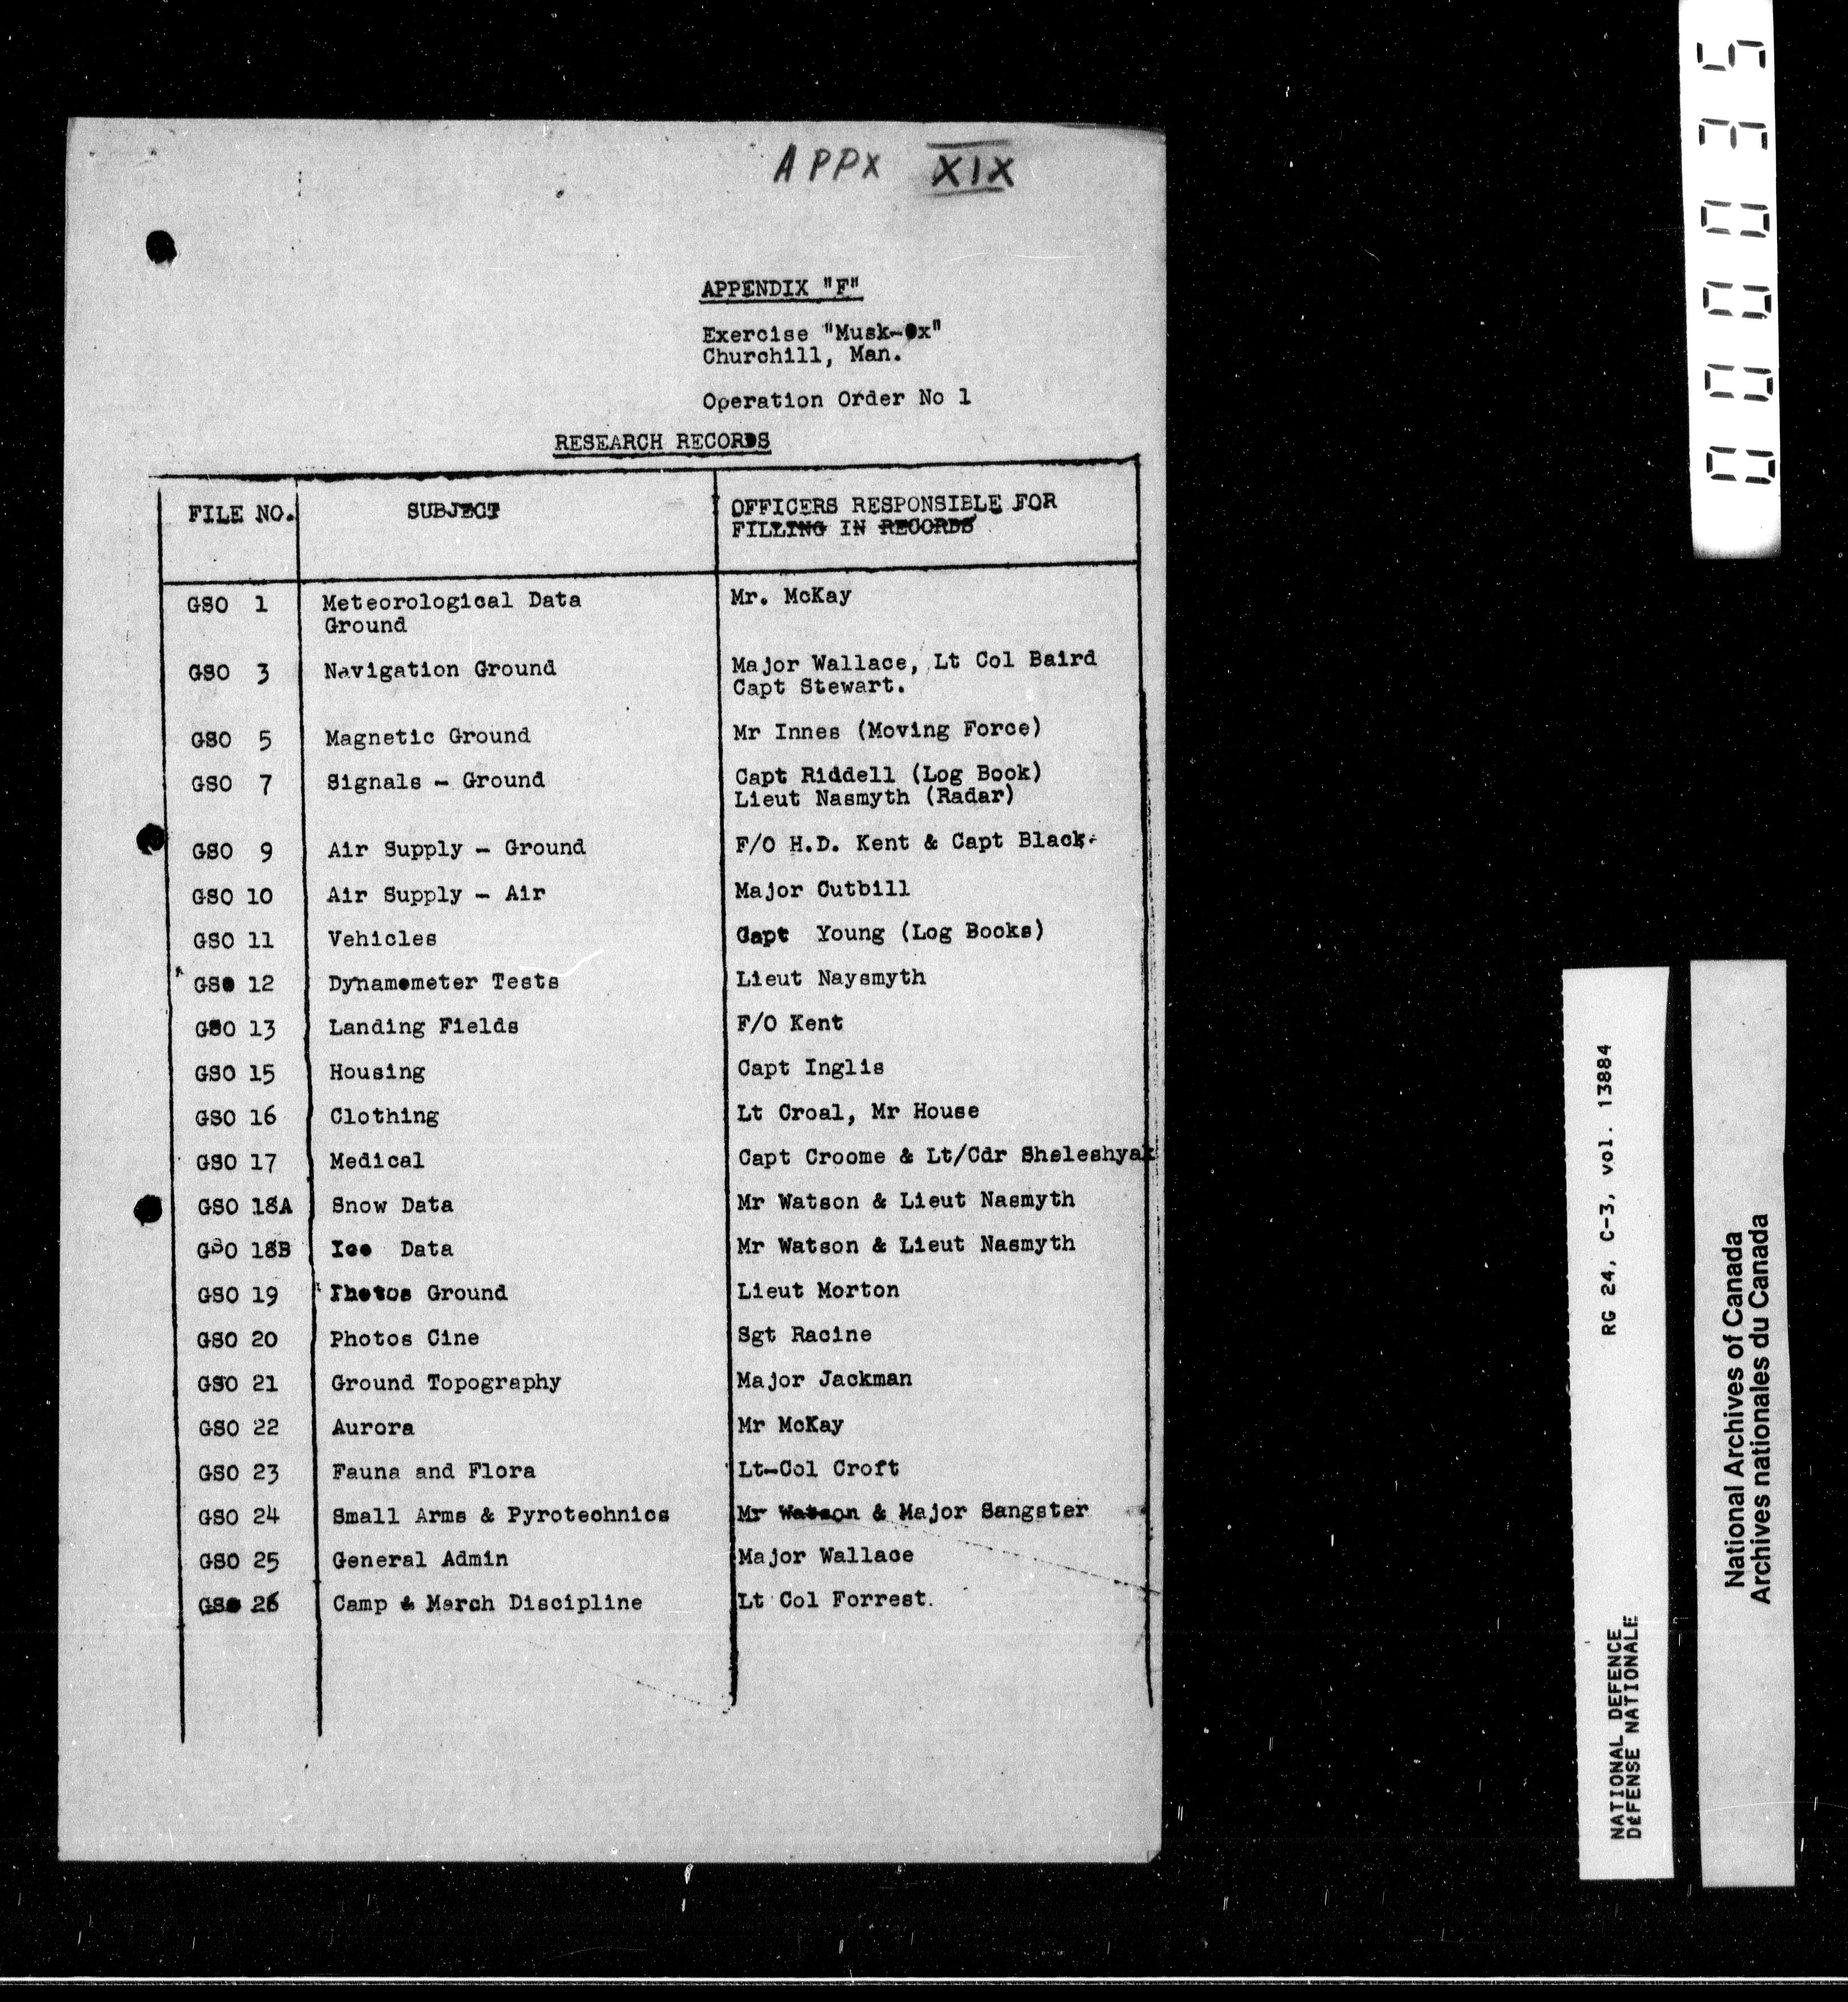 APPX XIX
APPENDIX "F"
Exercise "Musk-Ox"
Churchill, Man.
Operation Order No 1
RESEARCH RECORDS
FILE NO. SUBJECT OFFICERS RESPONSIBLE FOR
FILLING IN RECORDS
GSO 1 Meteorological Data Mr. McKay
Ground
GSO 3 Navigation Ground Major Wallace, Lt Col Baird
Capt Stewart.
GSO 5 Magnetic Ground Mr Innes (Moving Force)
GSO 7 Signals - Ground Capt Riddell (Log Book)
Lieut Nasmyth (Radar)
GSO 9 Air Supply - Ground F/O H.D. Kent & Capt Black.
GSO 10 Air Supply - Air Major Cutbill
GSO 11 Vehicles Capt Young (Log Books)
GSO 12 Dynamometer Tests Lieut Naysmyth
GSO 13 Landing Fields F/O Kent
GSO 15 Housing Capt Inglis
GSO 16 Clothing Lt Croal, Mr House
GSO 17 Medical Capt Croome & Lt/Cdr Sheleshyak
GSO 18A Snow Data Mr Watson & Lieut Nasmyth
GSO 18B Ice Data Mr Watson & Lieut Nasmyth
GSO 19 Photos Ground Lieut Morton
GSO 20 Photos Cine Sgt Racine
GSO 21 Ground Topography Major Jackman
GSO 22 Aurora Mr McKay
GSO 23 Fauna and Flora Lt-Col Croft
GSO 24 Small Arms & Pyrotechnics Mr Watson & Major Sangster
GSO 25 General Admin Major Wallace
GSO 26 Camp & March Discipline Lt Col Forrest.
000035
RG 24, C-3, vol. 13884
NATIONAL DEFENCE
DÉFENSE NATIONALE
National Archives of Canada
Archives nationales du Canada